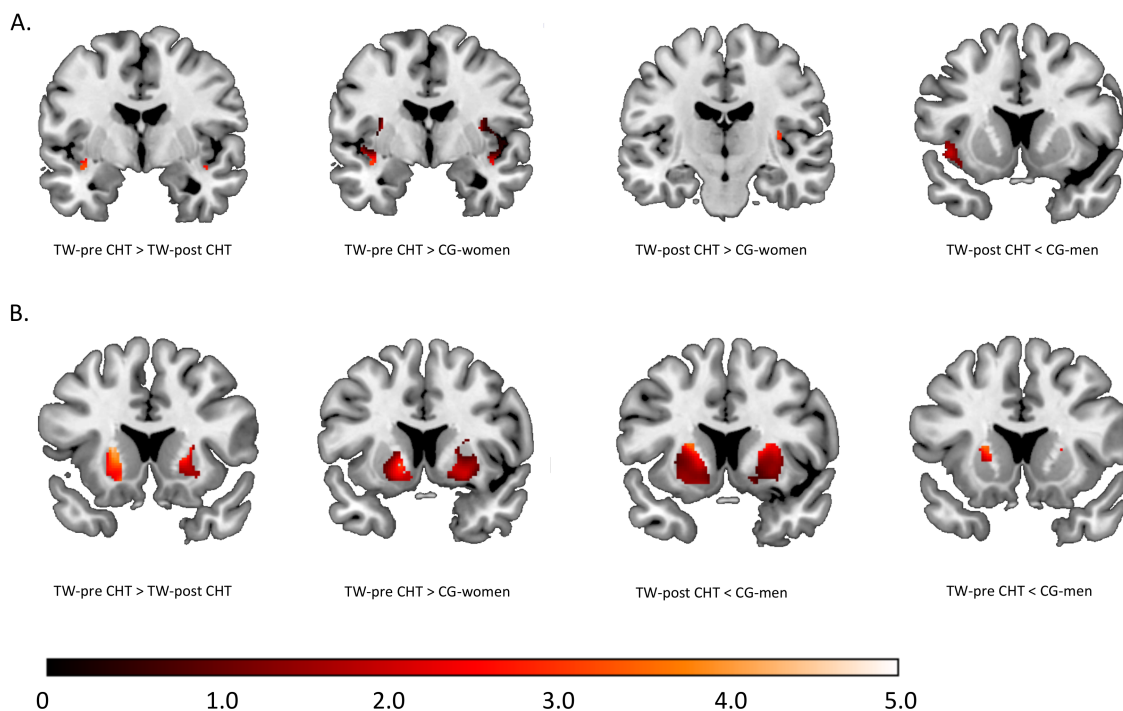 A.
TW-pre CHT > TW-post CHT
TW-pre CHT > CG-women
TW-post CHT > CG-women
TW-post CHT < CG-men
B.
TW-pre CHT > TW-post CHT
TW-pre CHT > CG-women
TW-post CHT < CG-men
TW-pre CHT < CG-men
0 1.0 2.0 3.0 4.0 5.0